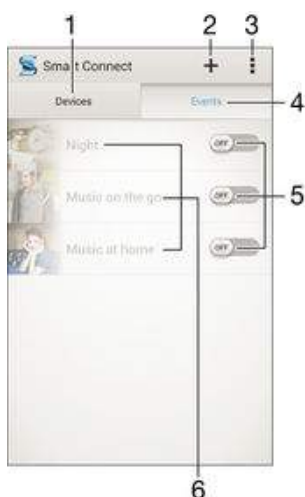 1 2 3
Smart Connect
Devices Events 4
Night OFF
Music on the go OFF 5
Music at home OFF
6